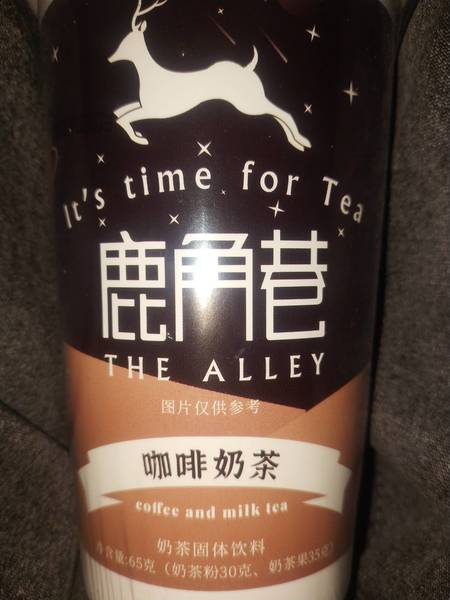 It's time for Tea
鹿角巷
THE ALLEY
图片仅供参考
咖啡奶茶
coffee and milk tea
奶茶固体饮料
净含量:65克（奶茶粉30克、奶茶果35克）